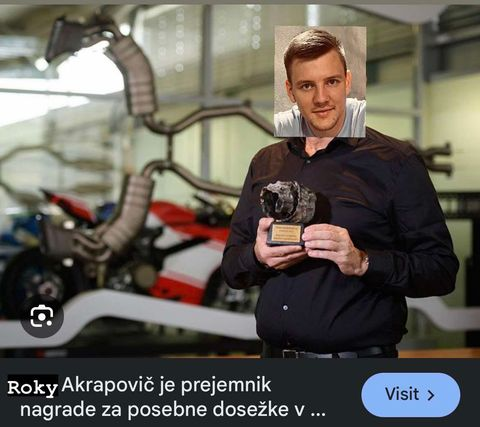 Roky Akrapovič je prejemnik
nagrade za posebne dosežke v ...
Visit >